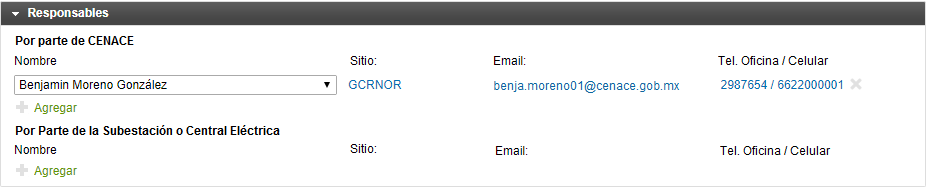 Responsables
Por parte de CENACE
Nombre Sitio: Email: Tel. Oficina / Celular
Benjamin Moreno González GCRNOR benja.moreno01@cenace.gob.mx 2987654 / 6622000001
Agregar
Por Parte de la Subestación o Central Eléctrica
Nombre Sitio: Email: Tel. Oficina / Celular
Agregar